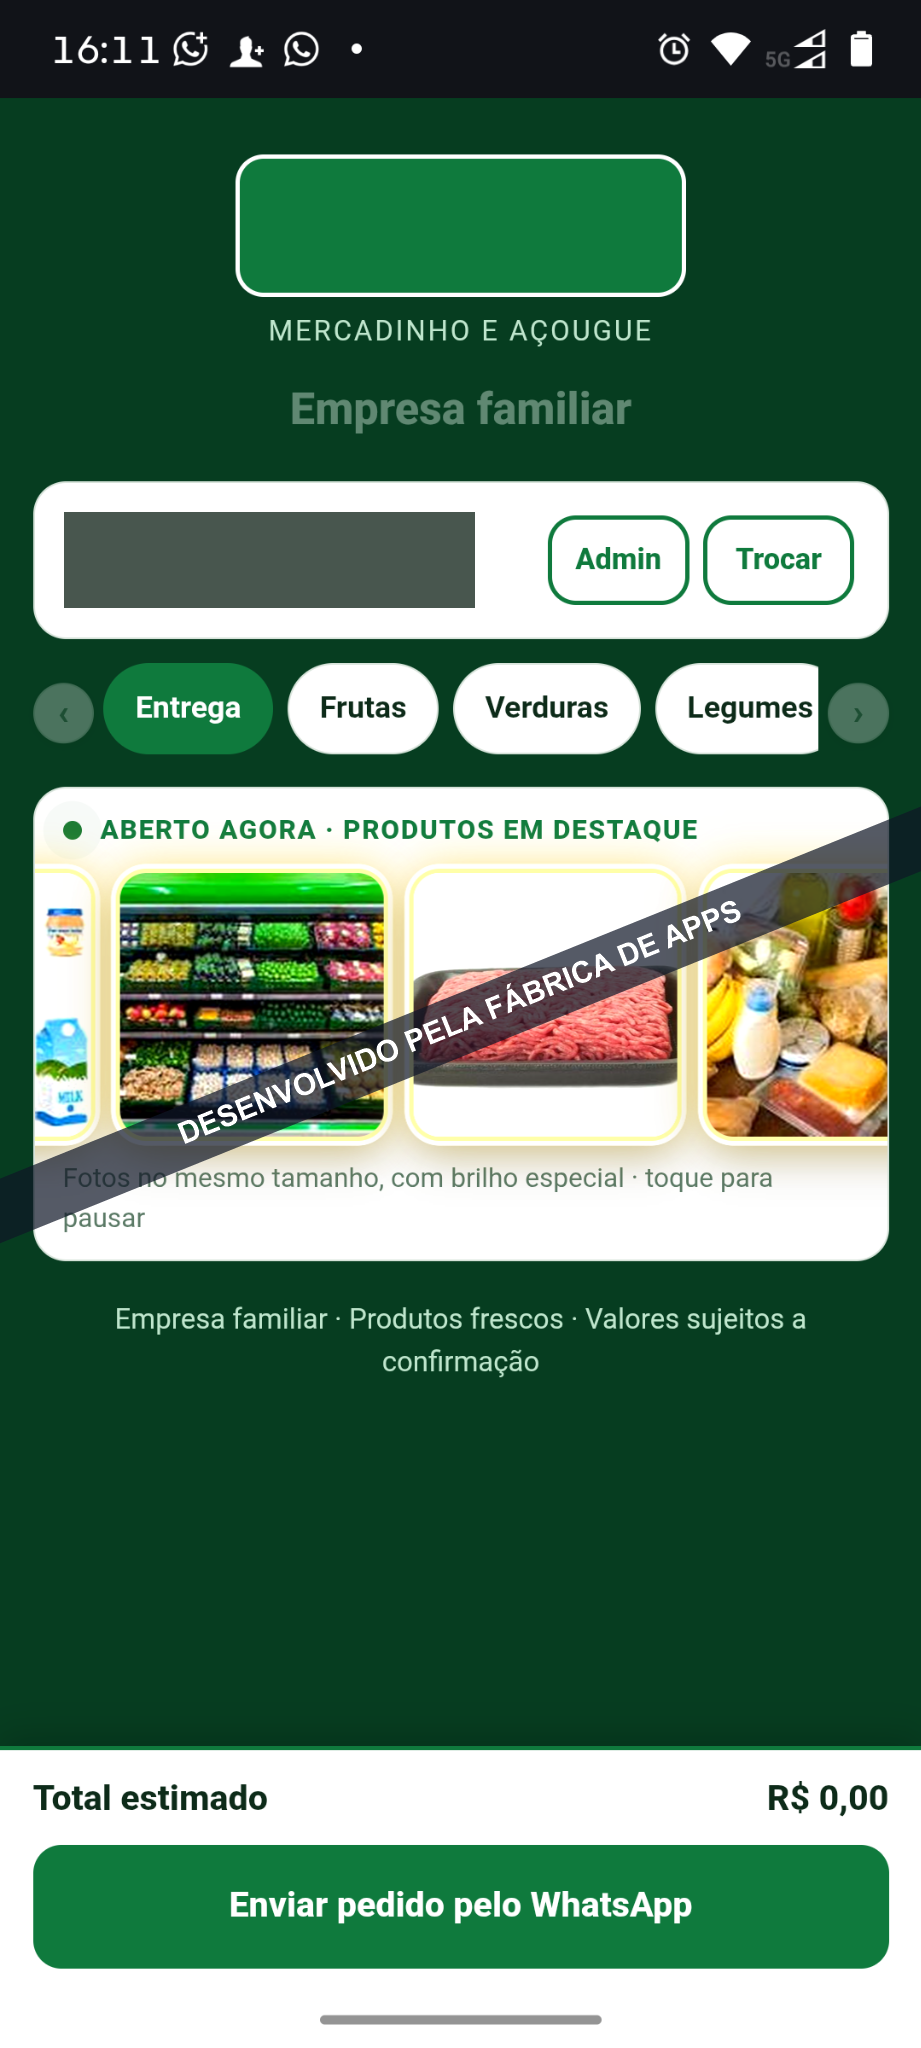 16:11
5G
MERCADINHO E AÇOUGUE
Empresa familiar
Admin
Trocar
‹
Entrega
Frutas
Verduras
Legumes
›
ABERTO AGORA · PRODUTOS EM DESTAQUE
MILK
DESENVOLVIDO PELA FÁBRICA DE APPS
Fotos no mesmo tamanho, com brilho especial · toque para
pausar
Empresa familiar · Produtos frescos · Valores sujeitos a
confirmação
Total estimado
R$ 0,00
Enviar pedido pelo WhatsApp